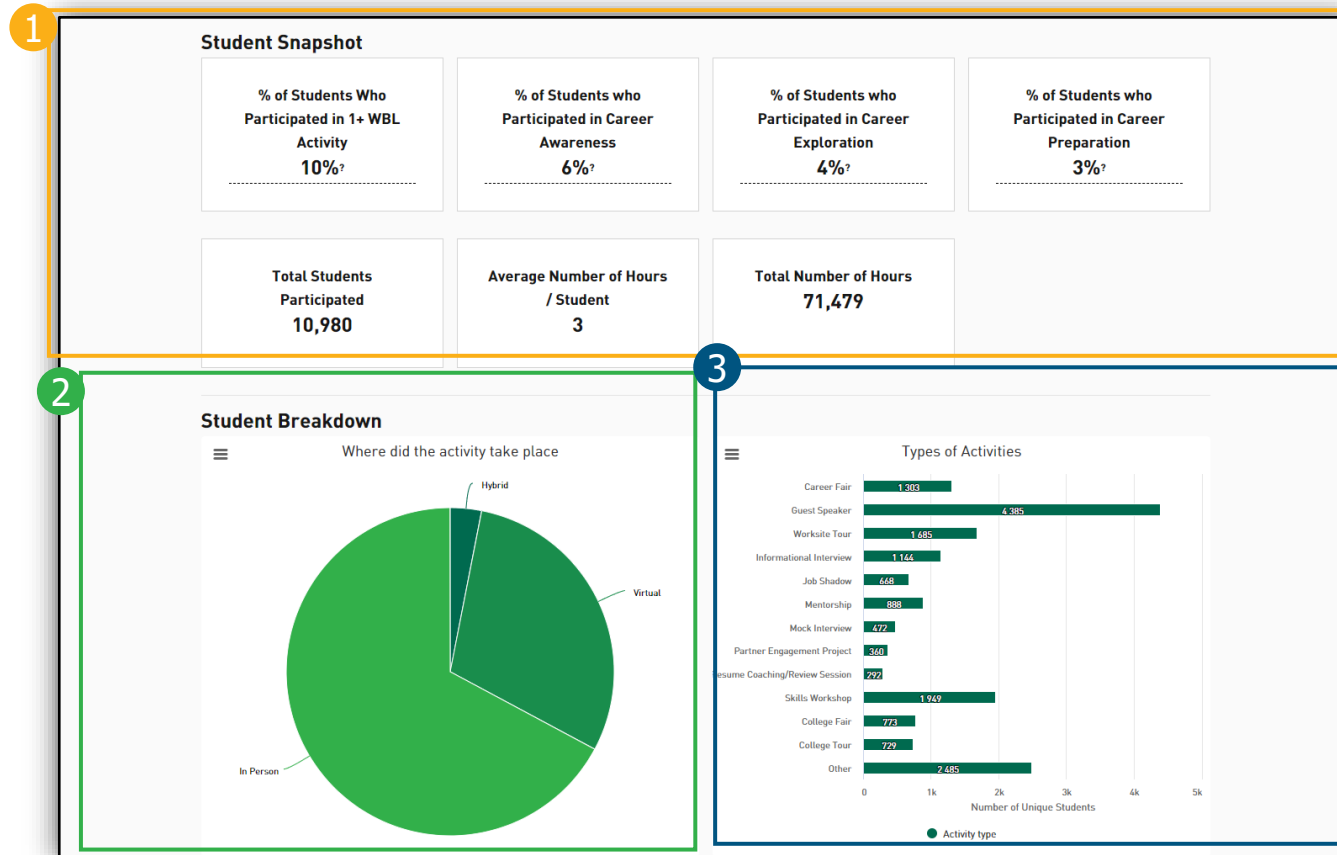 1
Student Snapshot
% of Students Who
Participated in 1+ WBL
Activity
10%?
% of Students who
Participated in Career
Awareness
6%?
% of Students who
Participated in Career
Exploration
4%?
% of Students who
Participated in Career
Preparation
3%?
Total Students
Participated
10,980
Average Number of Hours
/ Student
3
Total Number of Hours
71,479
2
3
Student Breakdown
Where did the activity take place
Hybrid
Virtual
In Person
Types of Activities
Career Fair 1 303
Guest Speaker 4 385
Worksite Tour 1 685
Informational Interview 1 144
Job Shadow 668
Mentorship 888
Mock Interview 472
Partner Engagement Project 360
esume Coaching/Review Session 292
Skills Workshop 1 949
College Fair 773
College Tour 729
Other 2 485
0 1k 2k 3k 4k 5k
Number of Unique Students
Activity type